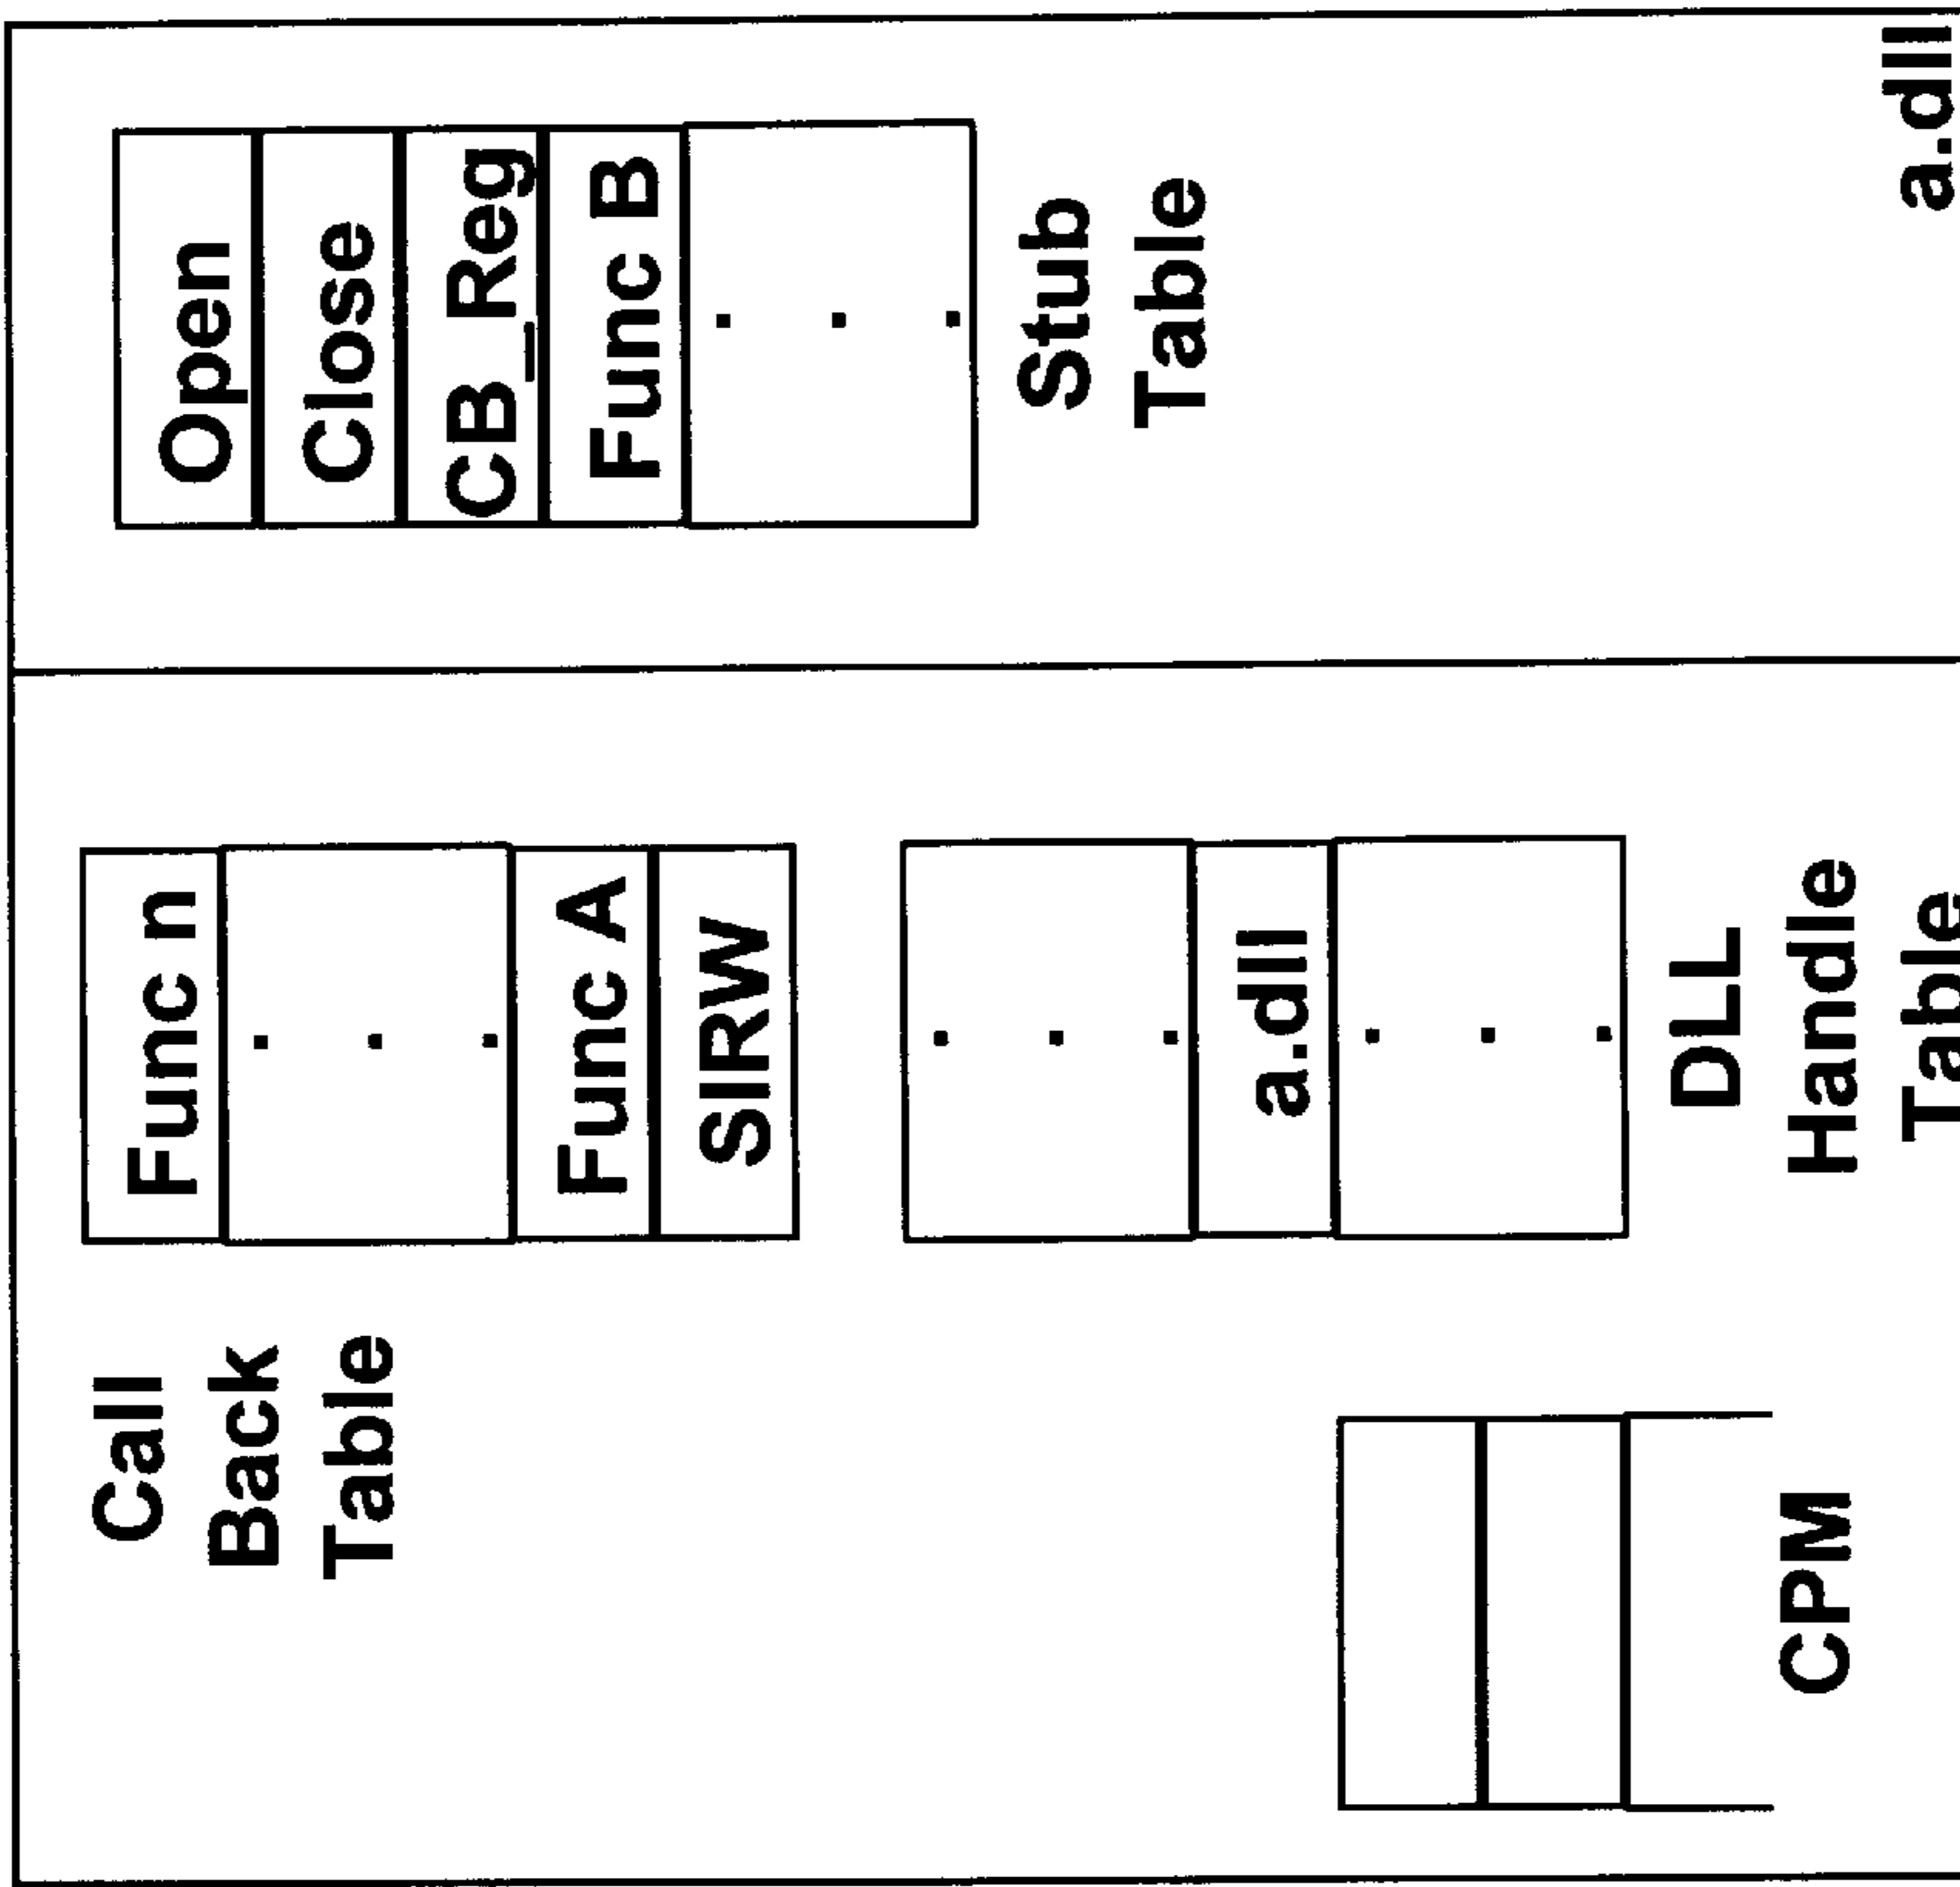 Call
Back
Table
Func n
Func A
SIRW
a.dll
DLL
Handle
Table
CPM
Open
Close
CB_Reg
Func B
Stub
Table
a.dll